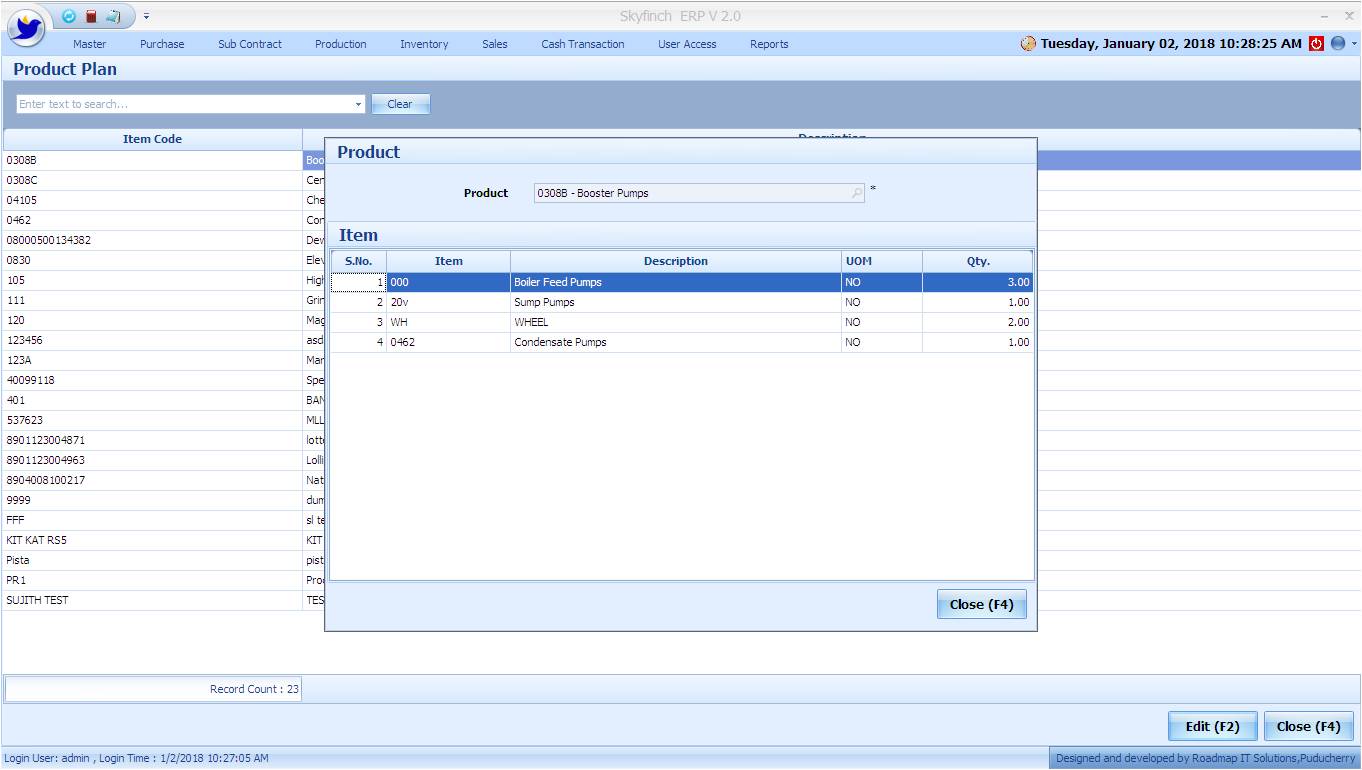 Skyfinch ERP V 2.0
Master Purchase Sub Contract Production Inventory Sales Cash Transaction User Access Reports Tuesday, January 02, 2018 10:28:25 AM
Product Plan
Enter text to search... Clear
Item Code Description
0308B Boo
0308C Cen
04105 Che
0462 Con
08000500134382 Dev
0830 Elev
105 High
111 Grin
120 Mag
123456 asd
123A Mar
40099118 Spe
401 BAN
537623 MLL
8901123004871 lott
8901123004963 Lolli
8904008100217 Nat
9999 dum
FFF sl te
KIT KAT RS5 KIT
Pista pist
PR1 Pro
SUJITH TEST TES
Product
Product 0308B - Booster Pumps *
Item
S.No. Item Description UOM Qty.
1 000 Boiler Feed Pumps NO 3.00
2 20v Sump Pumps NO 1.00
3 WH WHEEL NO 2.00
4 0462 Condensate Pumps NO 1.00
Close (F4)
Record Count : 23
Edit (F2) Close (F4)
Login User: admin , Login Time : 1/2/2018 10:27:05 AM Designed and developed by Roadmap IT Solutions,Puducherry